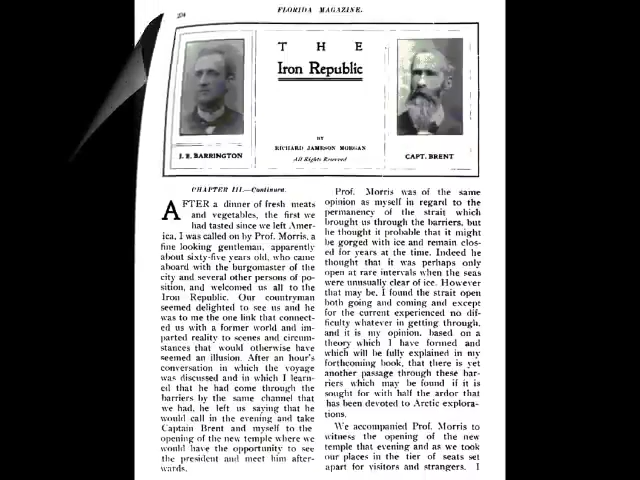 234
FLORIDA MAGAZINE.
THE
Iron Republic
BY
RICHARD JAMESON MORGAN
All Rights Reserved
J. E. BARRINGTON
CAPT. BRENT
CHAPTER III.—Continued.
AFTER a dinner of fresh meats
and vegetables, the first we
had tasted since we left Amer-
ica, I was called on by Prof. Morris, a
fine looking gentleman, apparently
about sixty-five years old, who came
aboard with the burgomaster of the
city and several other persons of po-
sition, and welcomed us all to the
Iron Republic. Our countryman
seemed delighted to see us and he
was to me the one link that connect-
ed us with a former world and im-
parted reality to scenes and circum-
stances that would otherwise have
seemed an illusion. After an hour's
conversation in which the voyage
was discussed and in which I learn-
ed that he had come through the
barriers by the same channel that
we had, he left us saying that he
would call in the evening and take
Captain Brent and myself to the
opening of the new temple where we
would have the opportunity to see
the president and meet him after-
wards.
Prof. Morris was of the same
opinion as myself in regard to the
permanency of the strait which
brought us through the barriers, but
he thought it probable that it might
be gorged with ice and remain clos-
ed for years at the time. Indeed he
thought that it was perhaps only
open at rare intervals when the seas
were unusually clear of ice. However
that may be, I found the strait open
both going and coming and except
for the current experienced no dif-
ficulty whatever in getting through,
and it is my opinion, based on a
theory which I have formed and
which will be fully explained in my
forthcoming book, that there is yet
another passage through these bar-
riers which may be found if it is
sought for with half the ardor that
has been devoted to Arctic explora-
tions.
We accompanied Prof. Morris to
witness the opening of the new
temple that evening and as we took
our places in the tier of seats set
apart for visitors and strangers. I